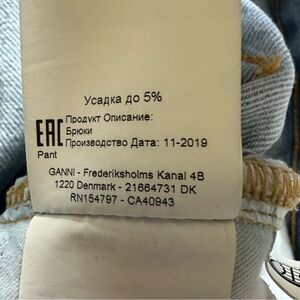 Усадка до 5%
EAC Продукт Описание:
Брюки
Производство Дата: 11-2019
Pant
GANNI - Frederiksholms Kanal 4B
1220 Denmark - 21664731 DK
RN154797 - CA40943